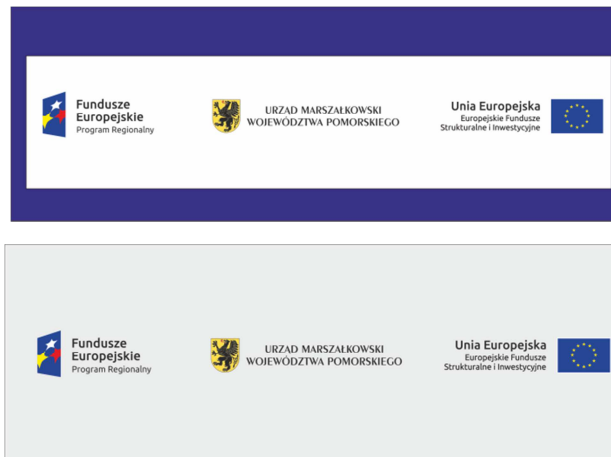 Fundusze
Europejskie
Program Regionalny
URZĄD MARSZAŁKOWSKI
WOJEWÓDZTWA POMORSKIEGO
Unia Europejska
Europejskie Fundusze
Strukturalne i Inwestycyjne
Fundusze
Europejskie
Program Regionalny
URZĄD MARSZAŁKOWSKI
WOJEWÓDZTWA POMORSKIEGO
Unia Europejska
Europejskie Fundusze
Strukturalne i Inwestycyjne